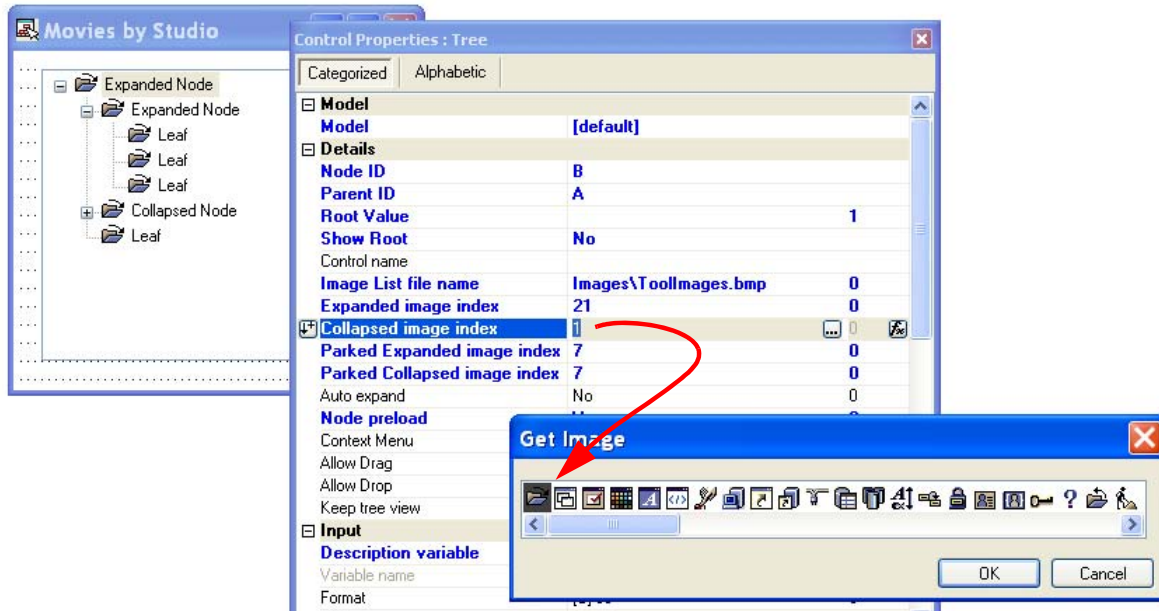 Movies by Studio
Expanded Node
Expanded Node
Leaf
Leaf
Leaf
Collapsed Node
Leaf
Control Properties : Tree
Categorized Alphabetic
Model
Model [default]
Details
Node ID B
Parent ID A
Root Value 1
Show Root No
Control name
Image List file name Images\ToolImages.bmp 0
Expanded image index 21 0
Collapsed image index 1 0
Parked Expanded image index 7 0
Parked Collapsed image index 7 0
Auto expand No 0
Node preload
Context Menu
Allow Drag
Allow Drop
Keep tree view
Input
Description variable
Variable name
Format
Get Image
OK Cancel